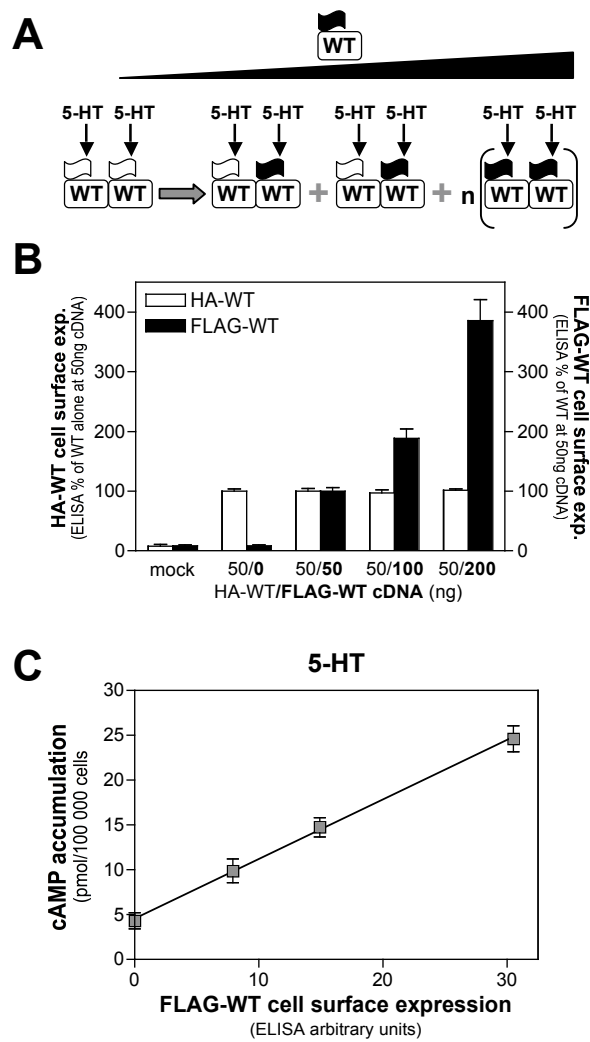 A
WT
5-HT 5-HT 5-HT 5-HT 5-HT 5-HT 5-HT 5-HT
WT WT WT WT + WT WT + n WT WT
B
HA-WT cell surface exp.
(ELISA % of WT alone at 50ng cDNA)
400
300
200
100
0
HA-WT
FLAG-WT
400
300
200
100
0
FLAG-WT cell surface exp.
(ELISA % of WT at 50ng cDNA)
mock 50/0 50/50 50/100 50/200
HA-WT/FLAG-WT cDNA (ng)
C
5-HT
cAMP accumulation
(pmol/100 000 cells
30
25
20
15
10
5
0
0 10 20 30
FLAG-WT cell surface expression
(ELISA arbitrary units)